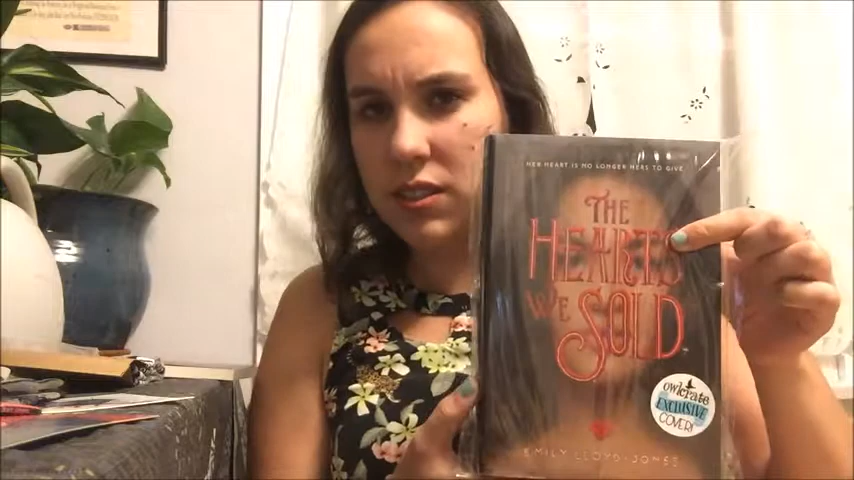 HER HEART IS NO LONGER HERS TO GIVE
THE
HEARTS
WE
SOLD
owlcrate
EXCLUSIVE
COVER!
EMILY LLOYD-JONES